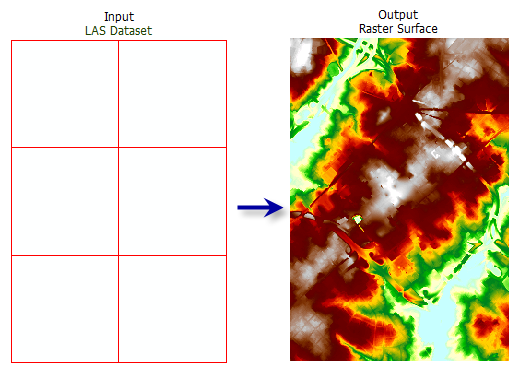 Input
LAS Dataset
Output
Raster Surface